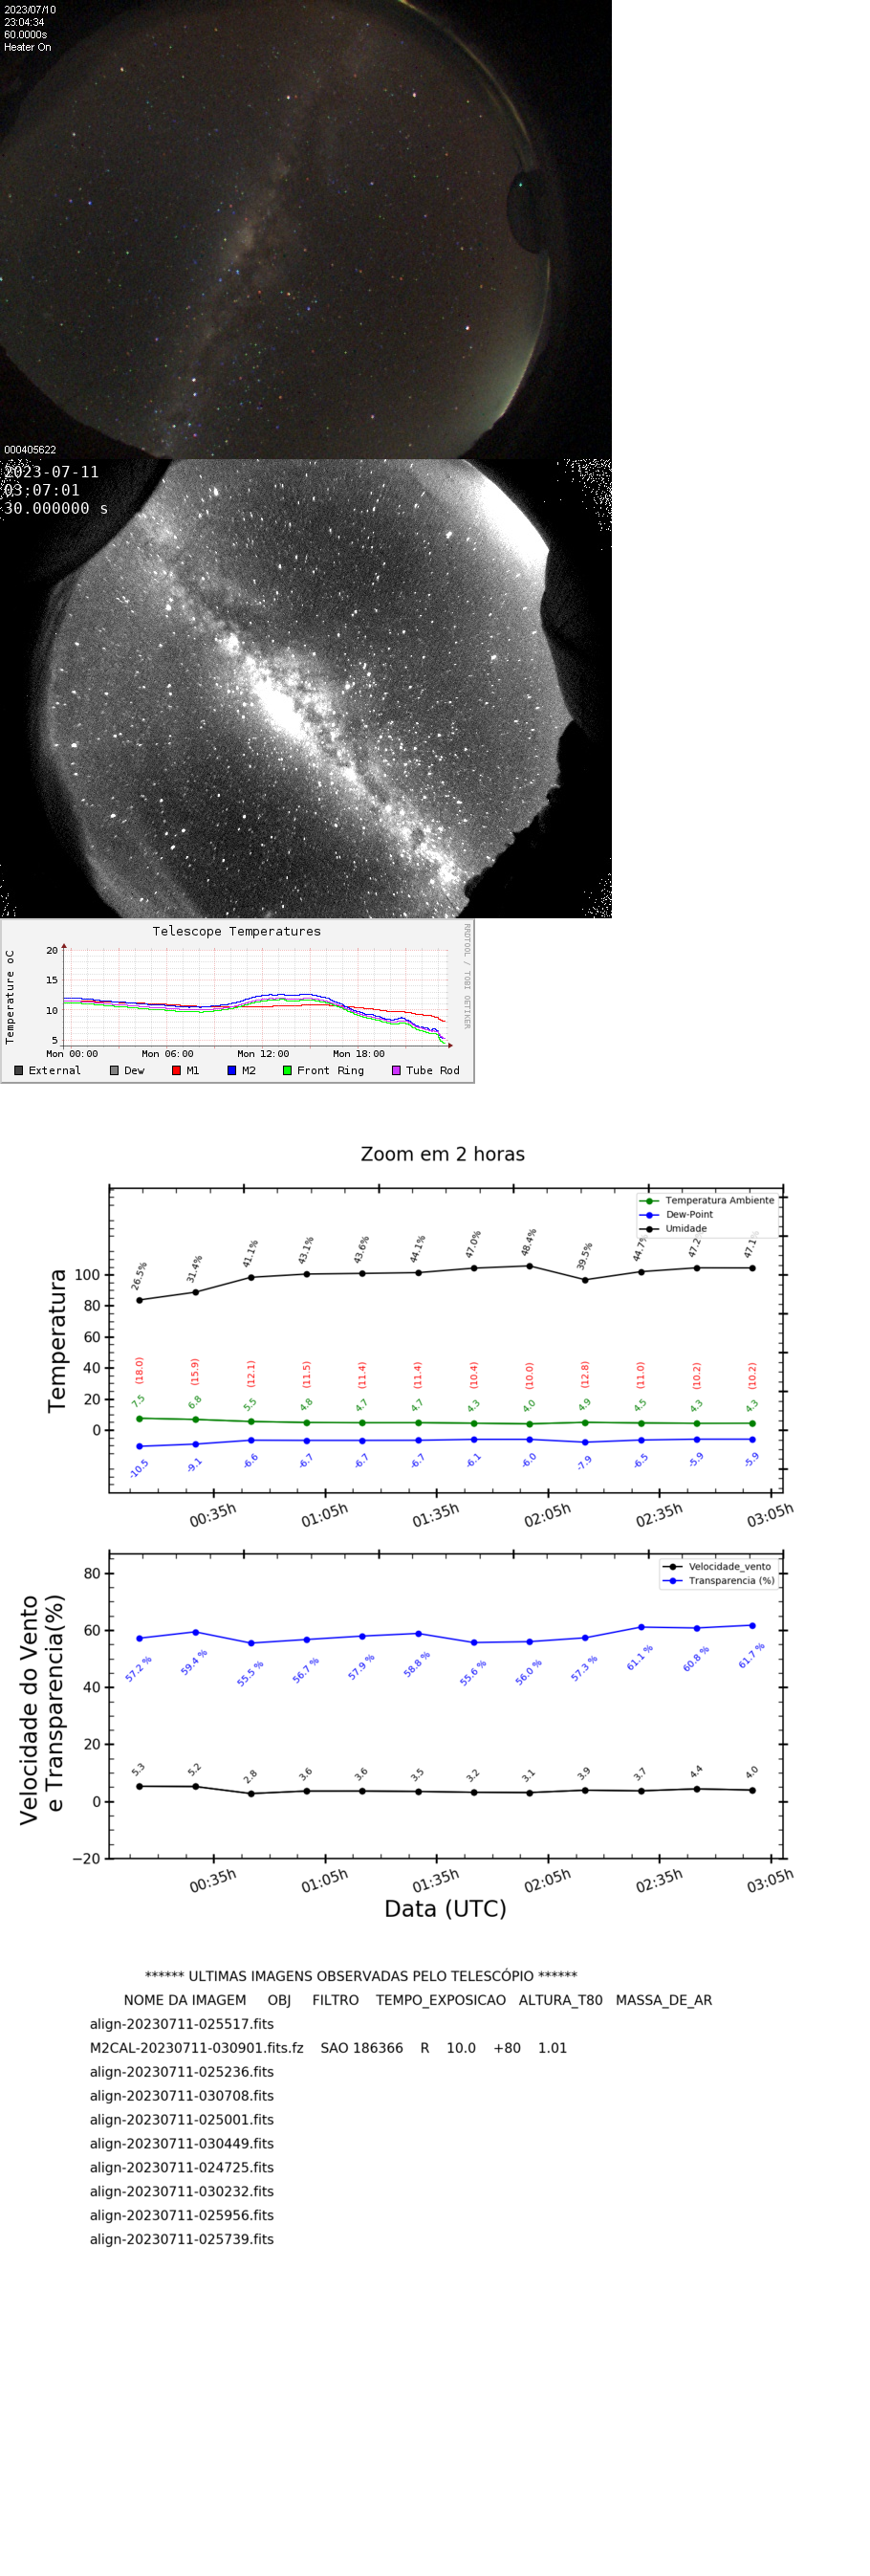 2023/07/10
23:04:34
60.0000s
Heater On
000405622
2023-07-11
03:07:01
30.000000 s
Telescope Temperatures
RRDTOOL / TOBI OETIKER
Temperature oC
20
15
10
5
Mon 00:00 Mon 06:00 Mon 12:00 Mon 18:00
External Dew M1 M2 Front Ring Tube Rod
Zoom em 2 horas
Temperatura Ambiente
Dew-Point
Umidade
Temperatura
100
80
60
40
20
0
26.5% 31.4% 41.1% 43.1% 43.6% 44.1% 47.0% 48.4% 39.5% 44.7% 47.2 47.1%
(18.0) (15.9) (12.1) (11.5) (11.4) (11.4) (10.4) (10.0) (12.8) (11.0) (10.2) (10.2)
7.5 6.8 5.5 4.8 4.7 4.7 4.3 4.0 4.9 4.5 4.3 4.3
-10.5 -9.1 -6.6 -6.7 -6.7 -6.7 -6.1 -6.0 -7.9 -6.5 -5.9 -5.9
00:35h 01:05h 01:35h 02:05h 02:35h 03:05h
Velocidade_vento
Transparencia (%)
Velocidade do Vento
e Transparencia(%)
80
60
40
20
0
−20
57.2 % 59.4 % 55.5 % 56.7 % 57.9 % 58.8 % 55.6 % 56.0 % 57.3 % 61.1 % 60.8 % 61.7 %
5.3 5.2 2.8 3.6 3.6 3.5 3.2 3.1 3.9 3.7 4.4 4.0
00:35h 01:05h 01:35h 02:05h 02:35h 03:05h
Data (UTC)
****** ULTIMAS IMAGENS OBSERVADAS PELO TELESCÓPIO ******
NOME DA IMAGEM OBJ FILTRO TEMPO_EXPOSICAO ALTURA_T80 MASSA_DE_AR
align-20230711-025517.fits
M2CAL-20230711-030901.fits.fz SAO 186366 R 10.0 +80 1.01
align-20230711-025236.fits
align-20230711-030708.fits
align-20230711-025001.fits
align-20230711-030449.fits
align-20230711-024725.fits
align-20230711-030232.fits
align-20230711-025956.fits
align-20230711-025739.fits